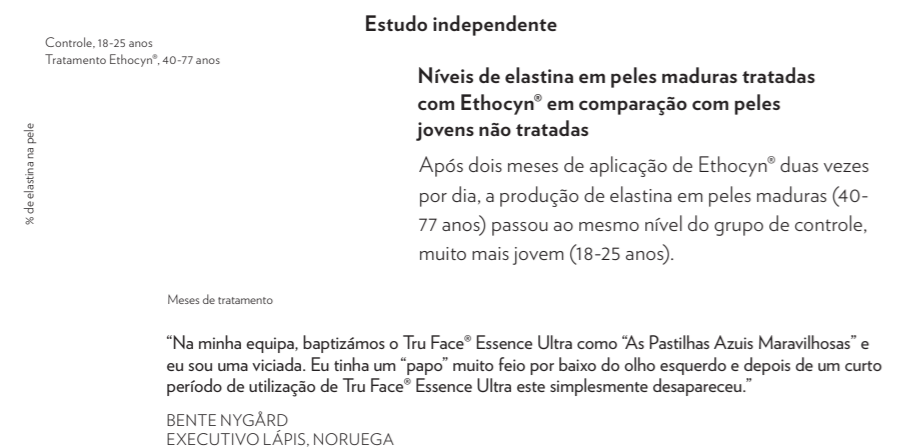 Estudo independente
Controle, 18-25 anos
Tratamento Ethocyn®, 40-77 anos
% de elastina na pele
Níveis de elastina em peles maduras tratadas
com Ethocyn® em comparação com peles
jovens não tratadas
Após dois meses de aplicação de Ethocyn® duas vezes
por dia, a produção de elastina em peles maduras (40-
77 anos) passou ao mesmo nível do grupo de controle,
muito mais jovem (18-25 anos).
Meses de tratamento
“Na minha equipa, baptizámos o Tru Face® Essence Ultra como “As Pastilhas Azuis Maravilhosas” e
eu sou uma viciada. Eu tinha um “papo” muito feio por baixo do olho esquerdo e depois de um curto
período de utilização de Tru Face® Essence Ultra este simplesmente desapareceu.”
BENTE NYGÅRD
EXECUTIVO LÁPIS, NORUEGA